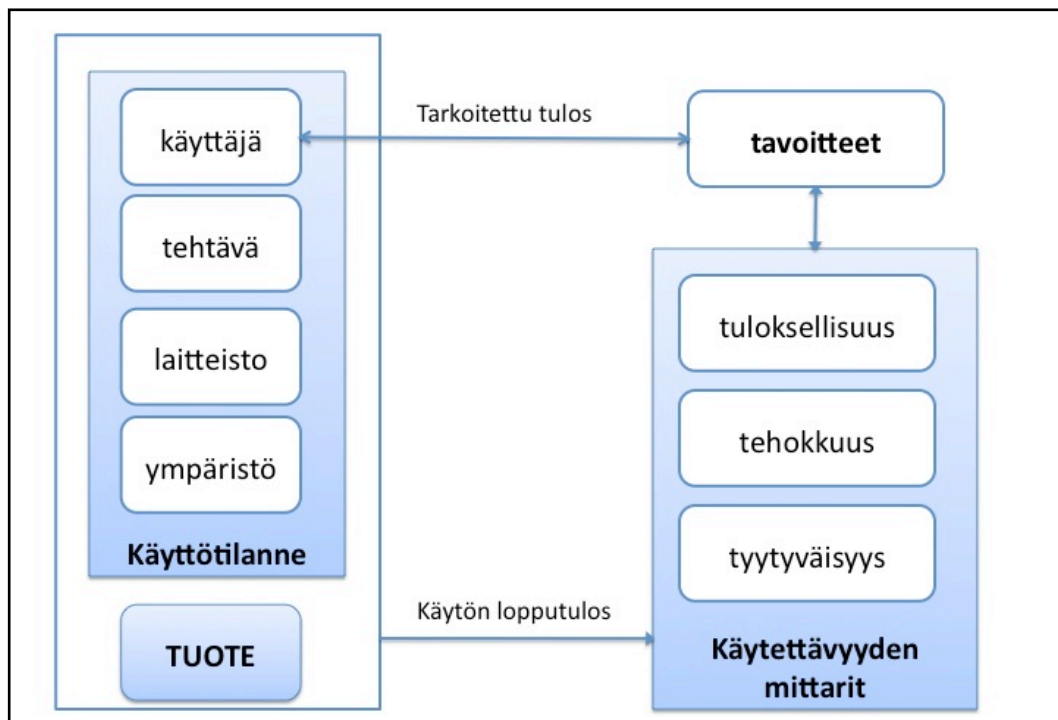 käyttäjä
tehtävä
laitteisto
ympäristö
Käyttötilanne
TUOTE
Tarkoitettu tulos
Käytön lopputulos
tavoitteet
tuloksellisuus
tehokkuus
tyytyväisyys
Käytettävyyden
mittarit